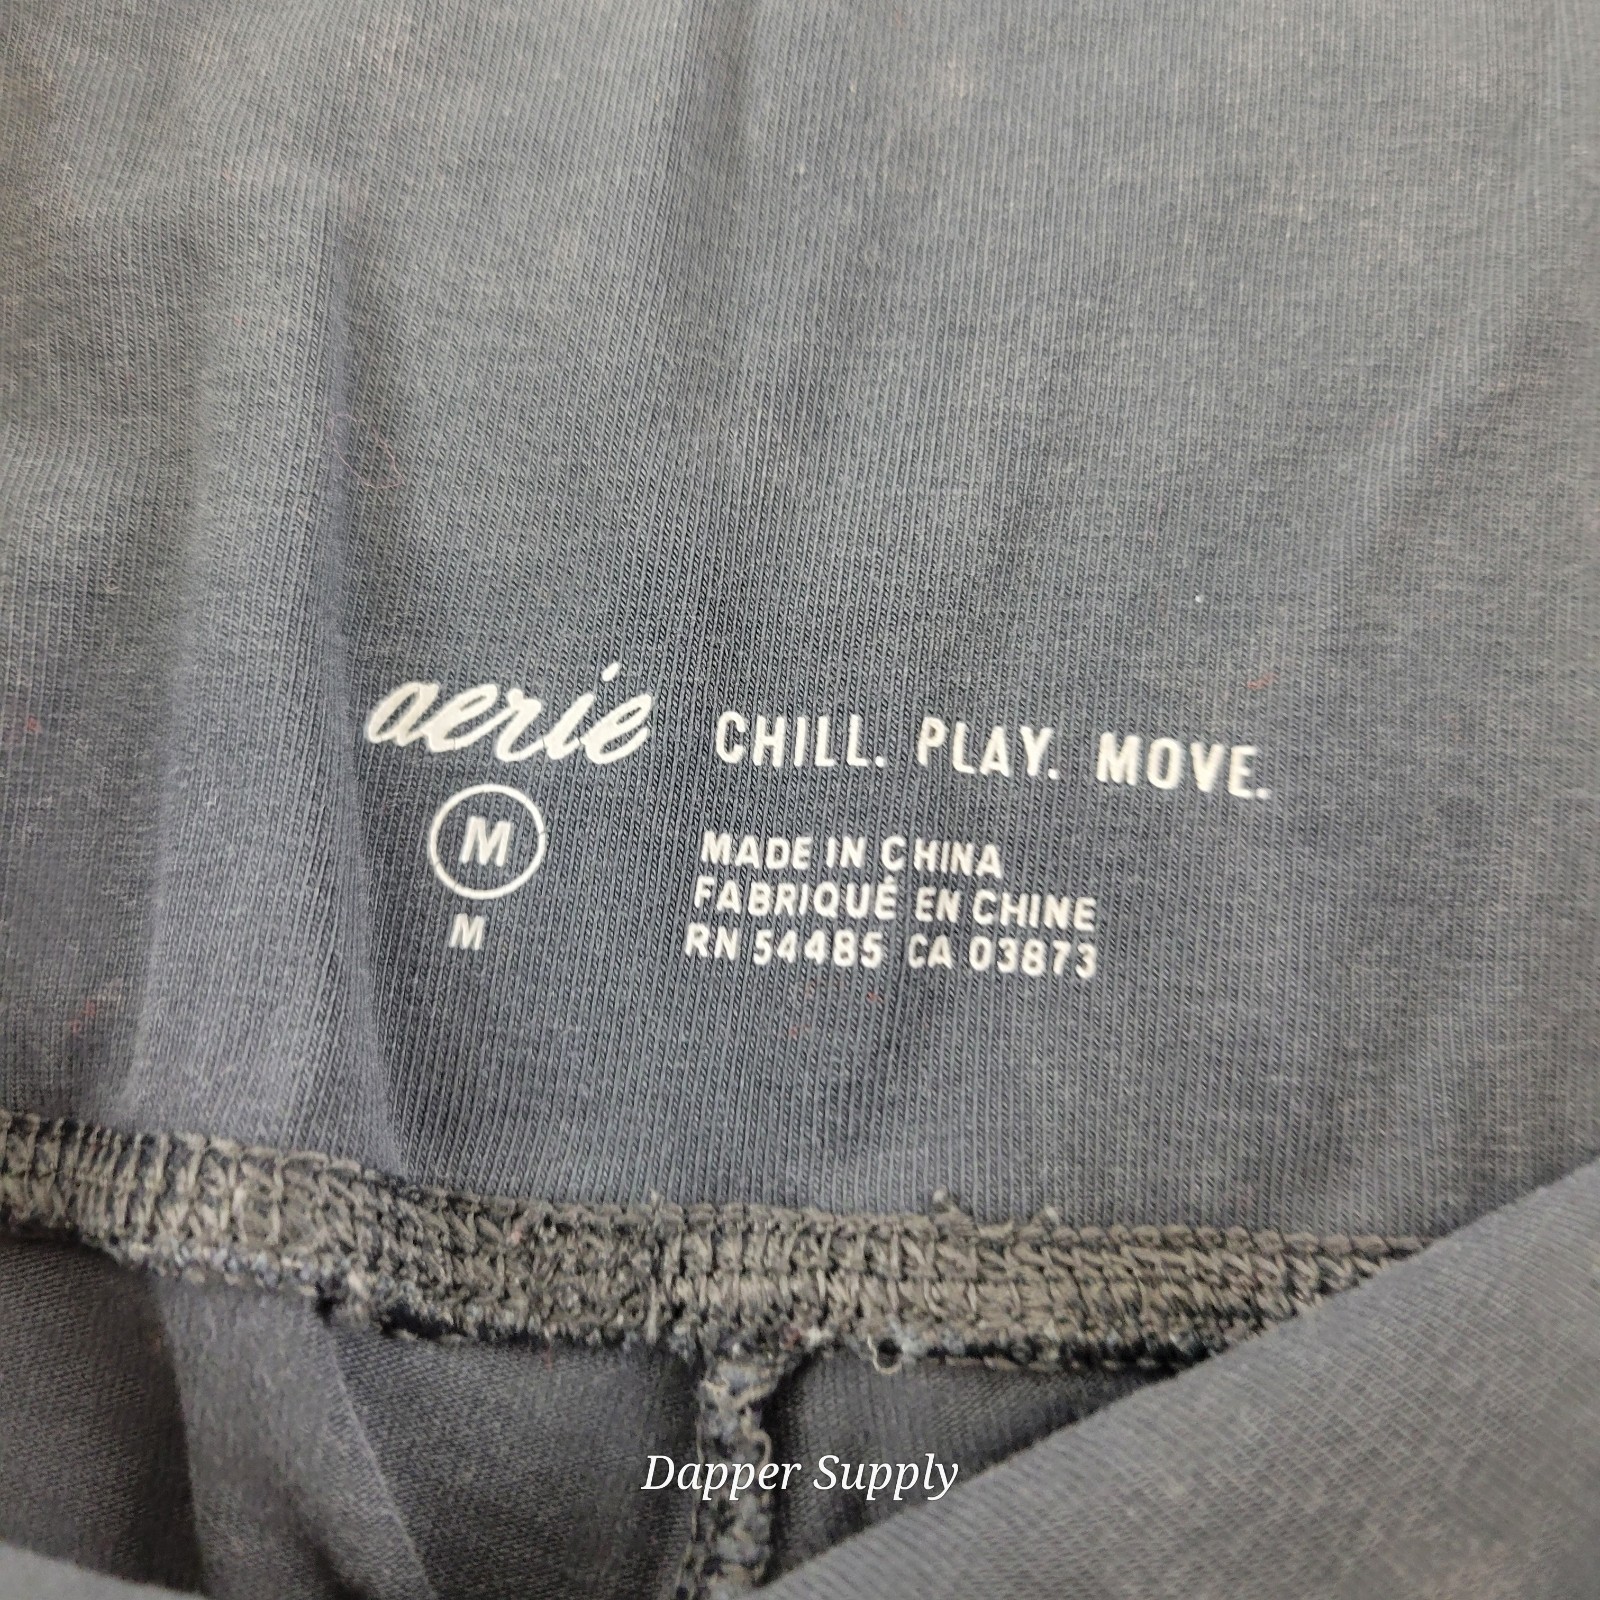 aerie CHILL. PLAY. MOVE.
M
M
MADE IN CHINA
FABRIQUÉ EN CHINE
RN 54485 CA 03873
Dapper Supply